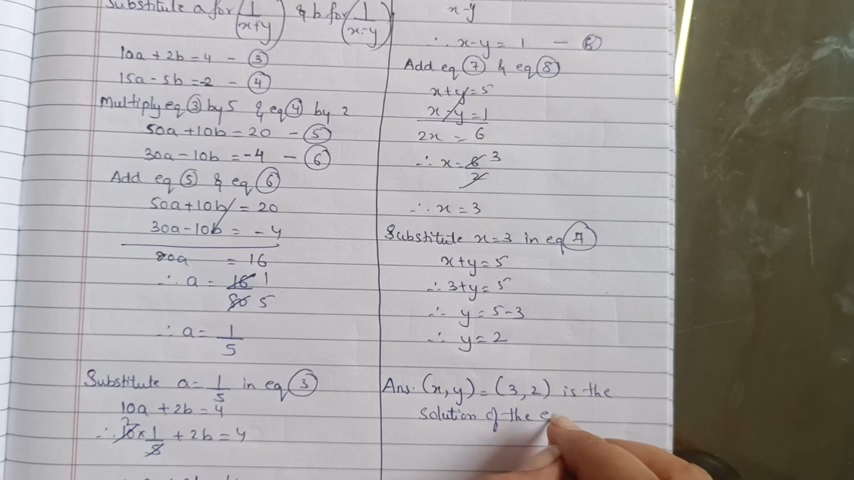 Substitute a for (1/(x+y)) & b for (1/(x-y))
10a + 2b = 4 - ③
15a - 5b = -2 - ④
Multiply eq ③ by 5 & eq ④ by 2
50a + 10b = 20 - ⑤
30a - 10b = -4 - ⑥
Add eq ⑤ & eq ⑥
50a + 10b = 20
30a - 10b = -4
80a = 16
∴ a = 16 1
80 5
∴ a = 1/5
Substitute a = 1/5 in eq ③
10a + 2b = 4
∴ 10 2 × 1/5 + 2b = 4
x-y
∴ x-y = 1 - ⑧
Add eq ⑦ & eq ⑧
x+y = 5
x-y = 1
2x = 6
∴ x = 6 3
2
∴ x = 3
Substitute x = 3 in eq ⑦
x+y = 5
∴ 3+y = 5
∴ y = 5-3
∴ y = 2
Ans. (x, y) = (3, 2) is the
solution of the e